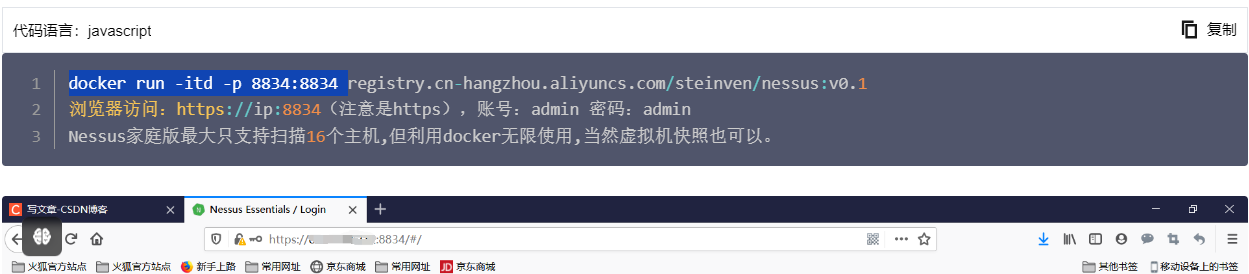 代码语言：javascript
复制
1 docker run -itd -p 8834:8834 registry.cn-hangzhou.aliyuncs.com/steinven/nessus:v0.1
2 浏览器访问：https://ip:8834（注意是https），账号：admin 密码：admin
3 Nessus家庭版最大只支持扫描16个主机,但利用docker无限使用,当然虚拟机快照也可以。
写文章-CSDN博客
Nessus Essentials / Login
https://
:8834/#/
火狐官方站点 火狐官方站点 新手上路 常用网址 京东商城 常用网址 京东商城 其他书签 移动设备上的书签